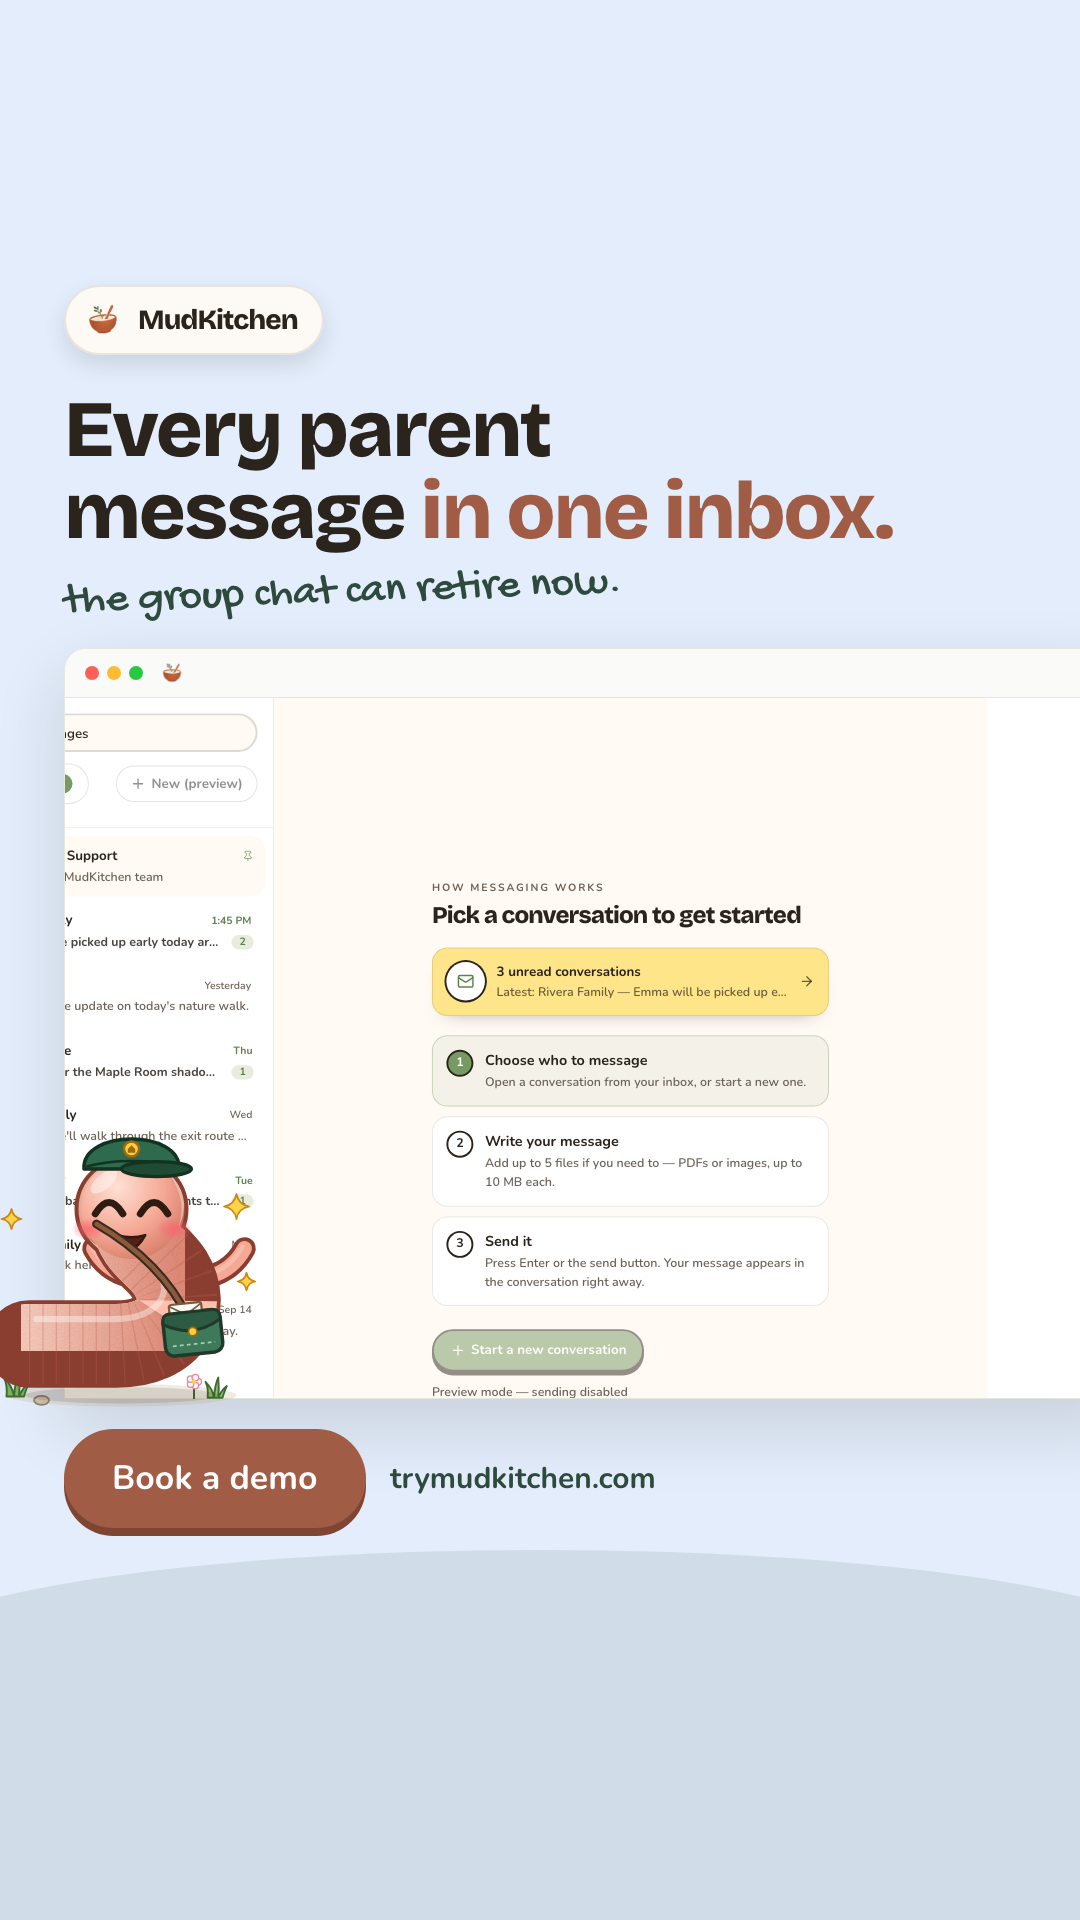 MudKitchen
Every parent
message in one inbox.
the group chat can retire now.
New (preview)
Support
MudKitchen team
1:45 PM
picked up early today ar...
2
Yesterday
update on today's nature walk.
Thu
the Maple Room shado...
1
Wed
'll walk through the exit route ...
Tue
1
Sep 14
HOW MESSAGING WORKS
Pick a conversation to get started
3 unread conversations
Latest: Rivera Family — Emma will be picked up e...
1
Choose who to message
Open a conversation from your inbox, or start a new one.
2
Write your message
Add up to 5 files if you need to — PDFs or images, up to
10 MB each.
3
Send it
Press Enter or the send button. Your message appears in
the conversation right away.
Start a new conversation
Preview mode — sending disabled
Book a demo
trymudkitchen.com